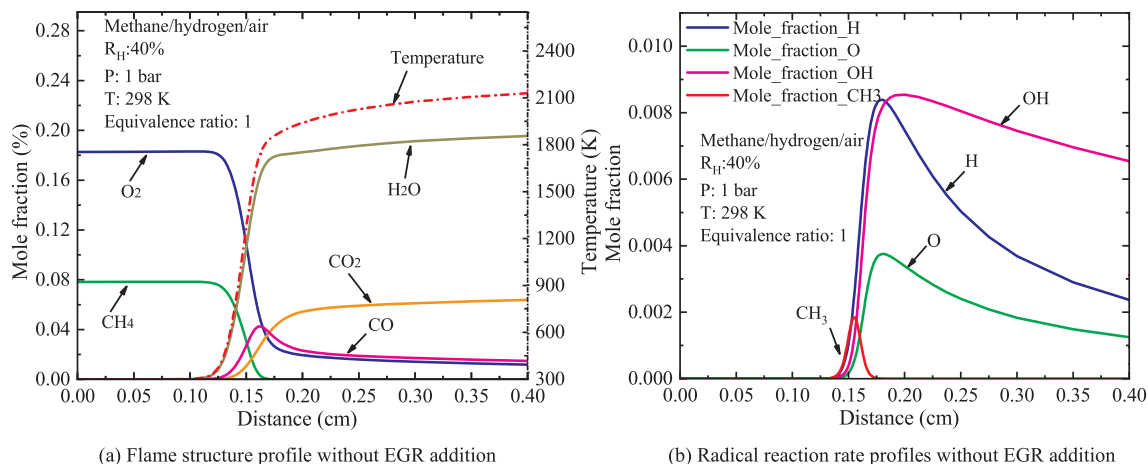 Methane/hydrogen/air
R_H:40%
P: 1 bar
T: 298 K
Equivalence ratio: 1
Temperature
O₂
H₂O
CO₂
CH₄
CO
0.28
0.24
0.20
0.16
0.12
0.08
0.04
0.00
Mole fraction (%)
0.00 0.05 0.10 0.15 0.20 0.25 0.30 0.35 0.40
Distance (cm)
2400
2100
1800
1500
1200
900
600
300
Temperature (K)
(a) Flame structure profile without EGR addition
Mole_fraction_H
Mole_fraction_O
Mole_fraction_OH
Mole_fraction_CH3
Methane/hydrogen/air
R_H:40%
P: 1 bar
T: 298 K
Equivalence ratio: 1
OH
H
O
CH₃
0.010
0.008
0.006
0.004
0.002
0.000
Mole fraction
0.00 0.05 0.10 0.15 0.20 0.25 0.30 0.35 0.40
Distance (cm)
(b) Radical reaction rate profiles without EGR addition